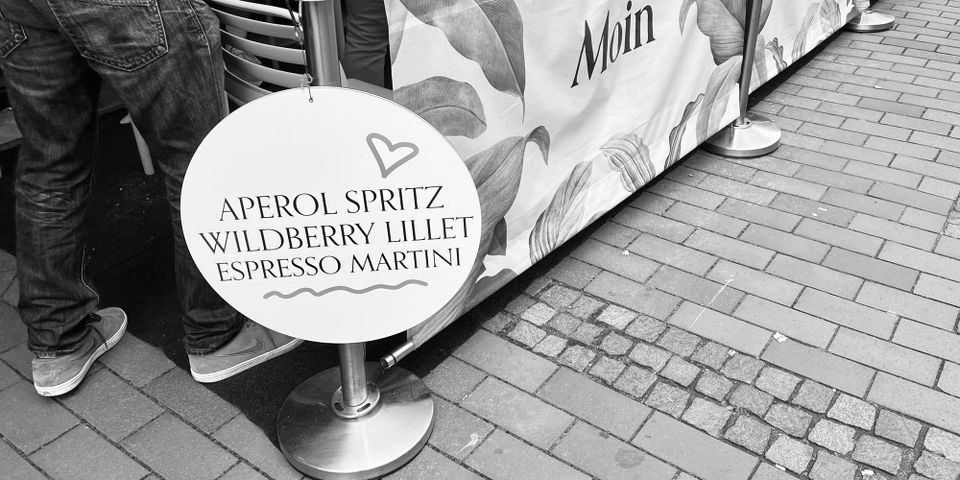 Moin
APEROL SPRITZ
WILDBERRY LILLET
ESPRESSO MARTINI